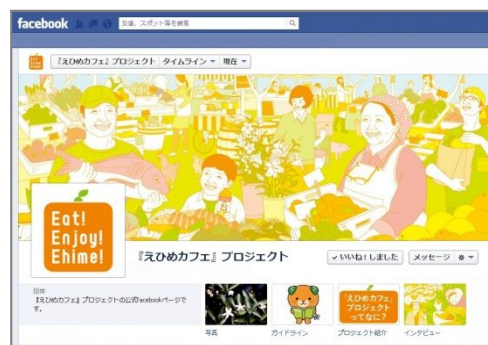 facebook
友達、スポット等を検索
『えひめカフェ』プロジェクト タイムライン 現在
Eat!
Enjoy!
Ehime!
Eat!
Enjoy!
Ehime!
『えひめカフェ』プロジェクト
いいね!しました
メッセージ
団体
『えひめカフェ』プロジェクトの公式facebookページで
す。
「えひめカフェ」
プロジェクト
ってなに?
写真
ガイドライン
プロジェクト紹介
インタビュー